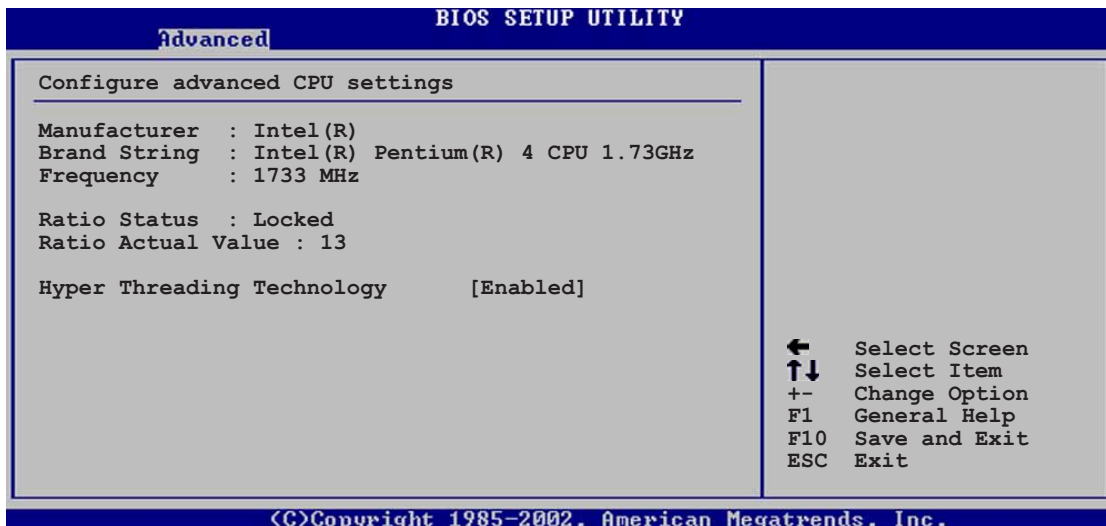 BIOS SETUP UTILITY
Advanced
Configure advanced CPU settings
Manufacturer : Intel(R)
Brand String : Intel(R) Pentium(R) 4 CPU 1.73GHz
Frequency : 1733 MHz
Ratio Status : Locked
Ratio Actual Value : 13
Hyper Threading Technology [Enabled]
← Select Screen
↑↓ Select Item
+- Change Option
F1 General Help
F10 Save and Exit
ESC Exit
(C)Copyright 1985-2002, American Megatrends, Inc.